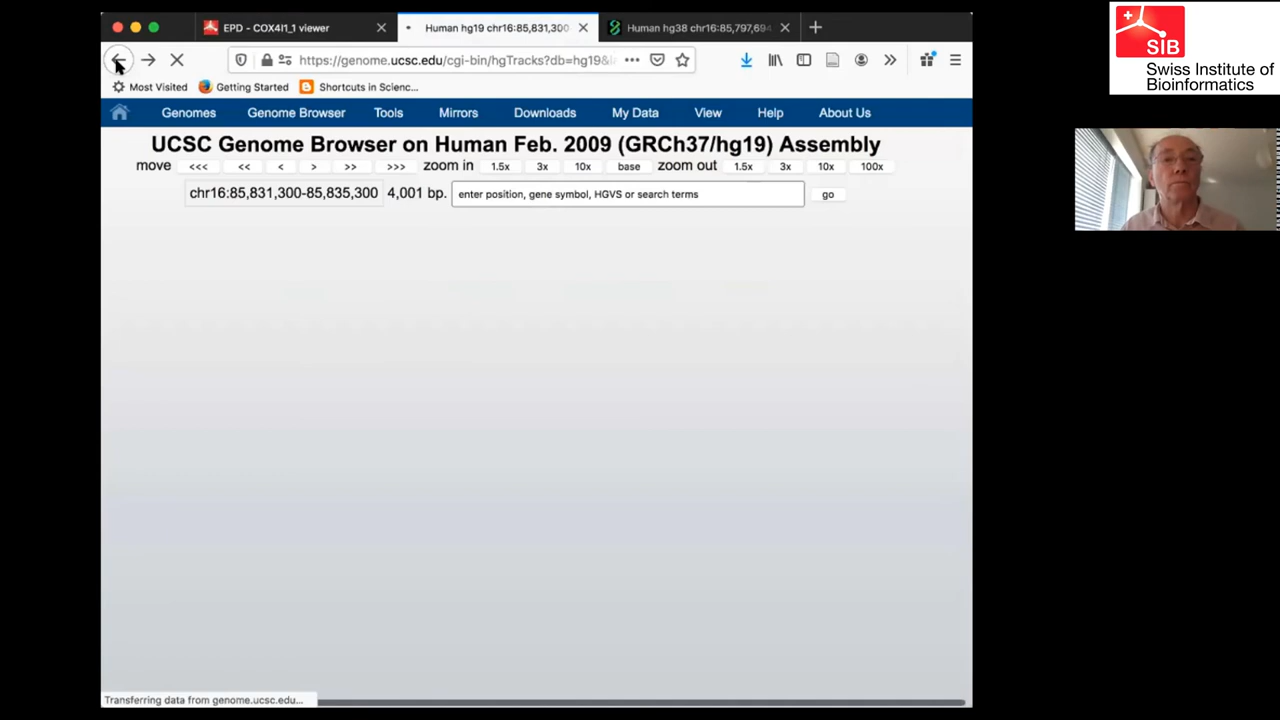 EPD - COX4I1_1 viewer
Human hg19 chr16:85,831,300
Human hg38 chr16:85,797,694
https://genome.ucsc.edu/cgi-bin/hgTracks?db=hg19&
Most Visited Getting Started Shortcuts in Scienc...
Genomes Genome Browser Tools Mirrors Downloads My Data View Help About Us
UCSC Genome Browser on Human Feb. 2009 (GRCh37/hg19) Assembly
move <<< << < > >> >>> zoom in 1.5x 3x 10x base zoom out 1.5x 3x 10x 100x
chr16:85,831,300-85,835,300 4,001 bp. enter position, gene symbol, HGVS or search terms go
Transferring data from genome.ucsc.edu...
SIB
Swiss Institute of
Bioinformatics